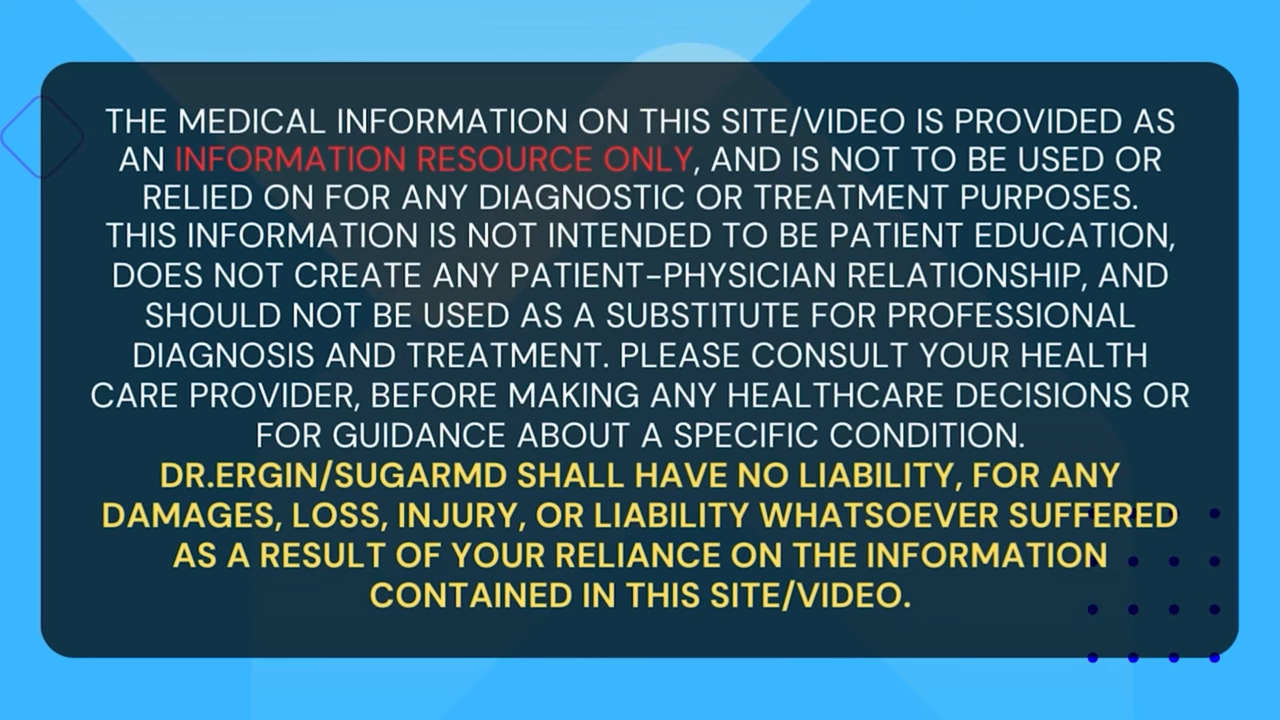 THE MEDICAL INFORMATION ON THIS SITE/VIDEO IS PROVIDED AS
AN INFORMATION RESOURCE ONLY, AND IS NOT TO BE USED OR
RELIED ON FOR ANY DIAGNOSTIC OR TREATMENT PURPOSES.
THIS INFORMATION IS NOT INTENDED TO BE PATIENT EDUCATION,
DOES NOT CREATE ANY PATIENT-PHYSICIAN RELATIONSHIP, AND
SHOULD NOT BE USED AS A SUBSTITUTE FOR PROFESSIONAL
DIAGNOSIS AND TREATMENT. PLEASE CONSULT YOUR HEALTH
CARE PROVIDER, BEFORE MAKING ANY HEALTHCARE DECISIONS OR
FOR GUIDANCE ABOUT A SPECIFIC CONDITION.
DR.ERGIN/SUGARMD SHALL HAVE NO LIABILITY, FOR ANY
DAMAGES, LOSS, INJURY, OR LIABILITY WHATSOEVER SUFFERED
AS A RESULT OF YOUR RELIANCE ON THE INFORMATION
CONTAINED IN THIS SITE/VIDEO.